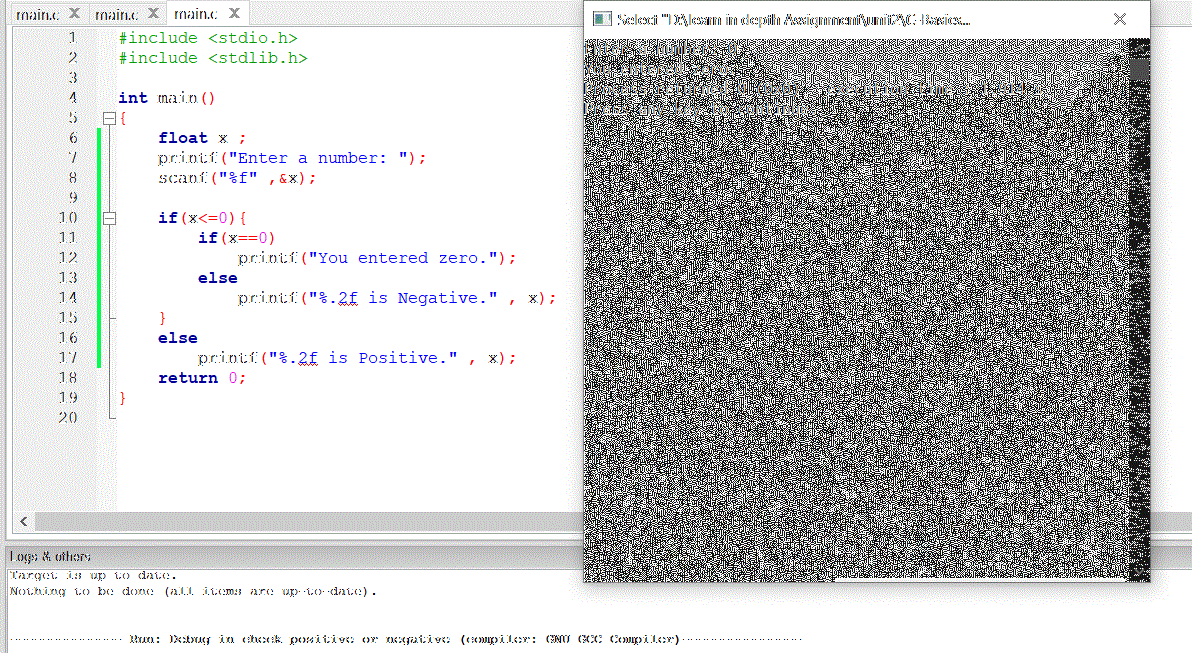 main.c X main.c X main.c X
1 #include <stdio.h>
2 #include <stdlib.h>
3
4 int main()
5 {
6 float x ;
7 printf("Enter a number: ");
8 scanf("%f" ,&x);
9
10 if(x<=0){
11 if(x==0)
12 printf("You entered zero.");
13 else
14 printf("%.2f is Negative." , x);
15 }
16 else
17 printf("%.2f is Positive." , x);
18 return 0;
19 }
20
Logs & others
Target is up to date.
Nothing to be done (all items are up-to-date).
-------------- Run: Debug in check positive or negative (compiler: GNU GCC Compiler)---------------
Select "D:\learn in depth Assignment\unit2\C-Basics...